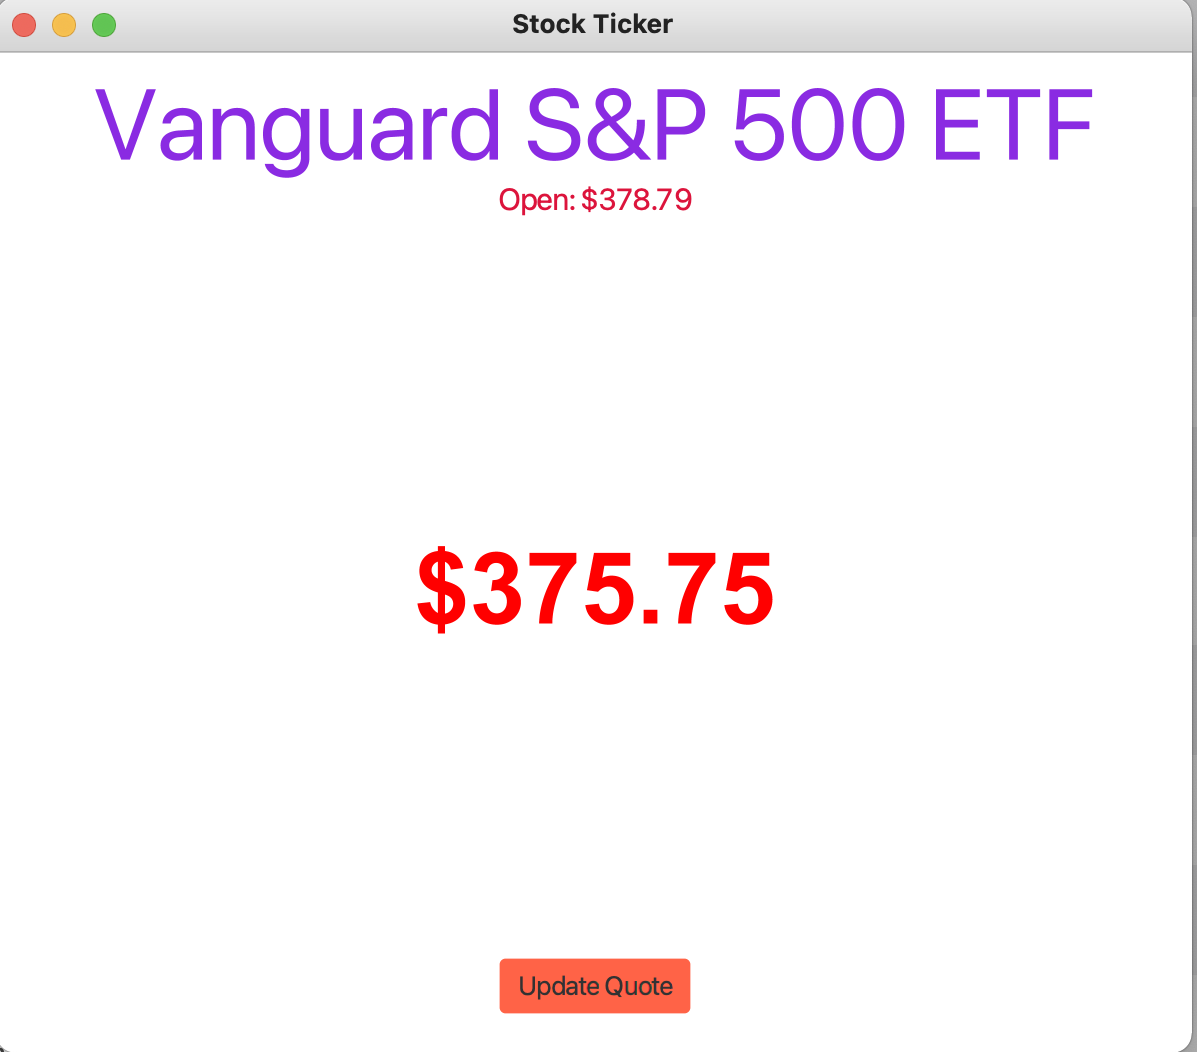 Stock Ticker
Vanguard S&P 500 ETF
Open: $378.79
$375.75
Update Quote